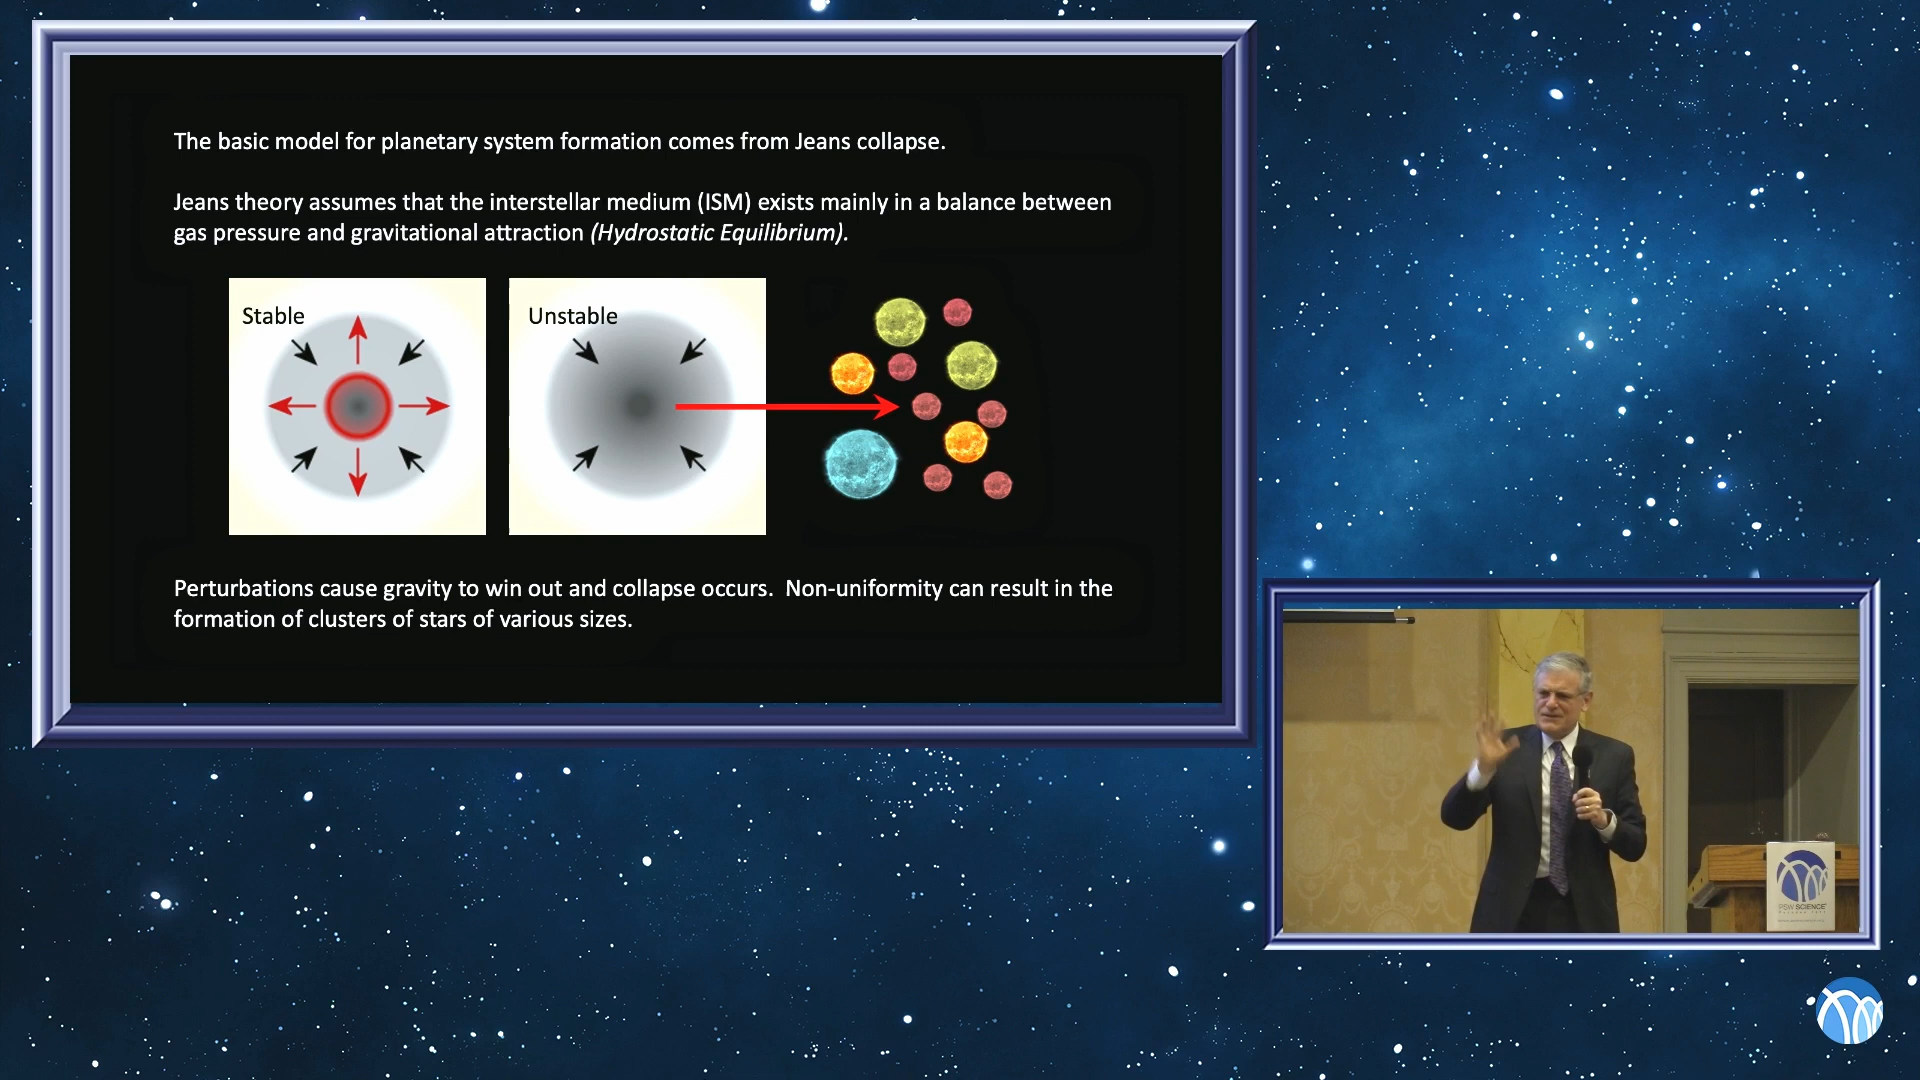 The basic model for planetary system formation comes from Jeans collapse.
Jeans theory assumes that the interstellar medium (ISM) exists mainly in a balance between
gas pressure and gravitational attraction (Hydrostatic Equilibrium).
Stable
Unstable
Perturbations cause gravity to win out and collapse occurs.  Non-uniformity can result in the
formation of clusters of stars of various sizes.
PSW SCIENCE